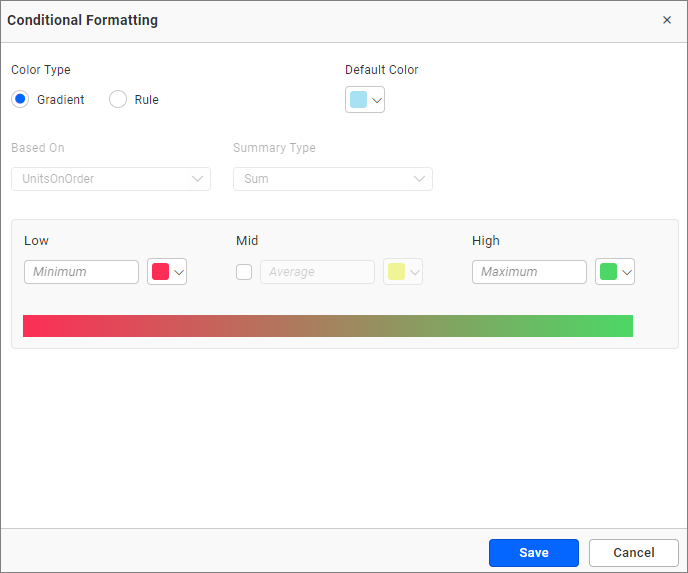 Conditional Formatting
Color Type
Default Color
Gradient
Rule
Based On
Summary Type
UnitsOnOrder
Sum
Low
Mid
High
Minimum
Average
Maximum
Save
Cancel